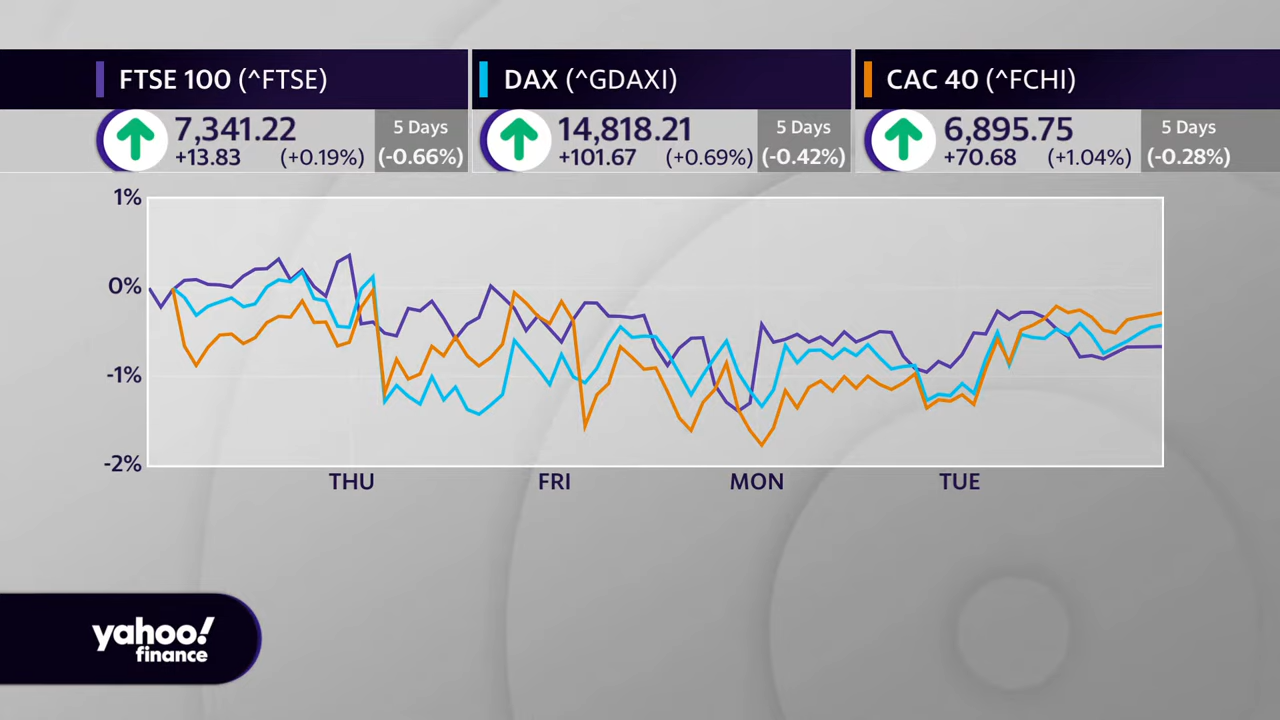 FTSE 100 (^FTSE)
7,341.22
+13.83 (+0.19%)
5 Days
(-0.66%)
DAX (^GDAXI)
14,818.21
+101.67 (+0.69%)
5 Days
(-0.42%)
CAC 40 (^FCHI)
6,895.75
+70.68 (+1.04%)
5 Days
(-0.28%)
1%
0%
-1%
-2%
THU FRI MON TUE
yahoo!
finance